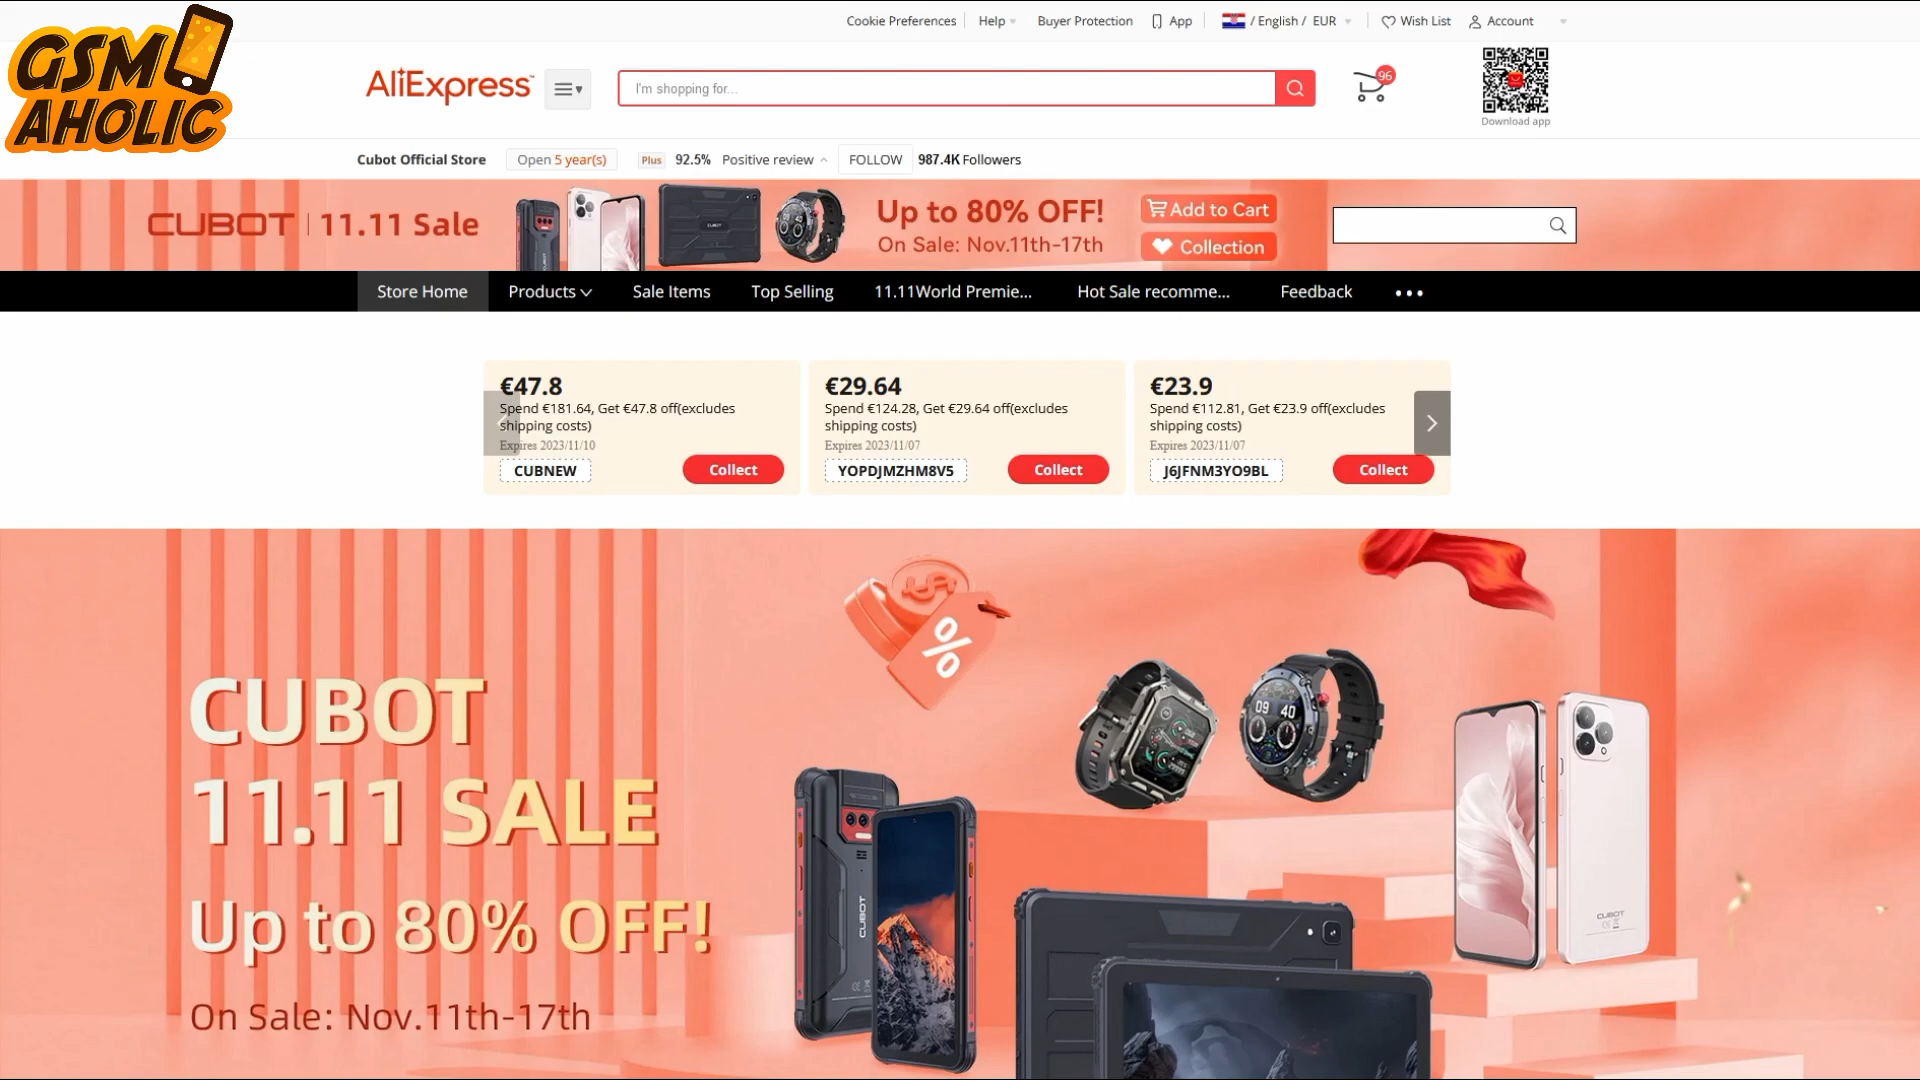 GSM
AHOLIC
Cookie Preferences Help Buyer Protection App / English / EUR Wish List Account
AliExpress™
I'm shopping for...
96
Download app
Cubot Official Store Open 5 year(s) Plus 92.5% Positive review FOLLOW 987.4K Followers
CUBOT | 11.11 Sale
CUBOT
Up to 80% OFF!
On Sale: Nov.11th-17th
Add to Cart
Collection
Store Home Products Sale Items Top Selling 11.11World Premie... Hot Sale recomme... Feedback
€47.8
Spend €181.64, Get €47.8 off(excludes
shipping costs)
Expires 2023/11/10
CUBNEW Collect
€29.64
Spend €124.28, Get €29.64 off(excludes
shipping costs)
Expires 2023/11/07
YOPDJMZHM8V5 Collect
€23.9
Spend €112.81, Get €23.9 off(excludes
shipping costs)
Expires 2023/11/07
J6JFNM3YO9BL Collect
%
CUBOT
11.11 SALE
Up to 80% OFF!
On Sale: Nov.11th-17th
09 40
CUBOT
CUBOT